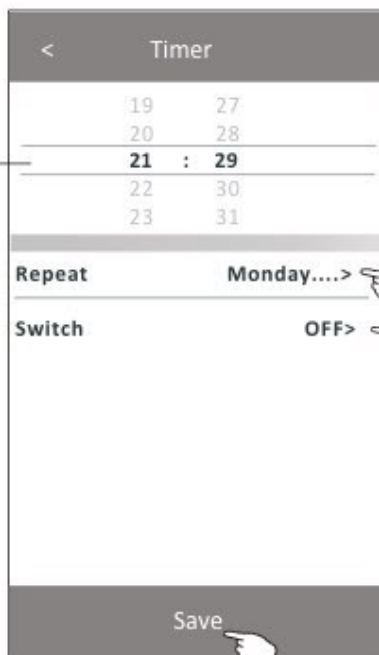 < Timer
19 27
20 28
21 : 29
22 30
23 31
Repeat Monday....>
Switch OFF>
Save